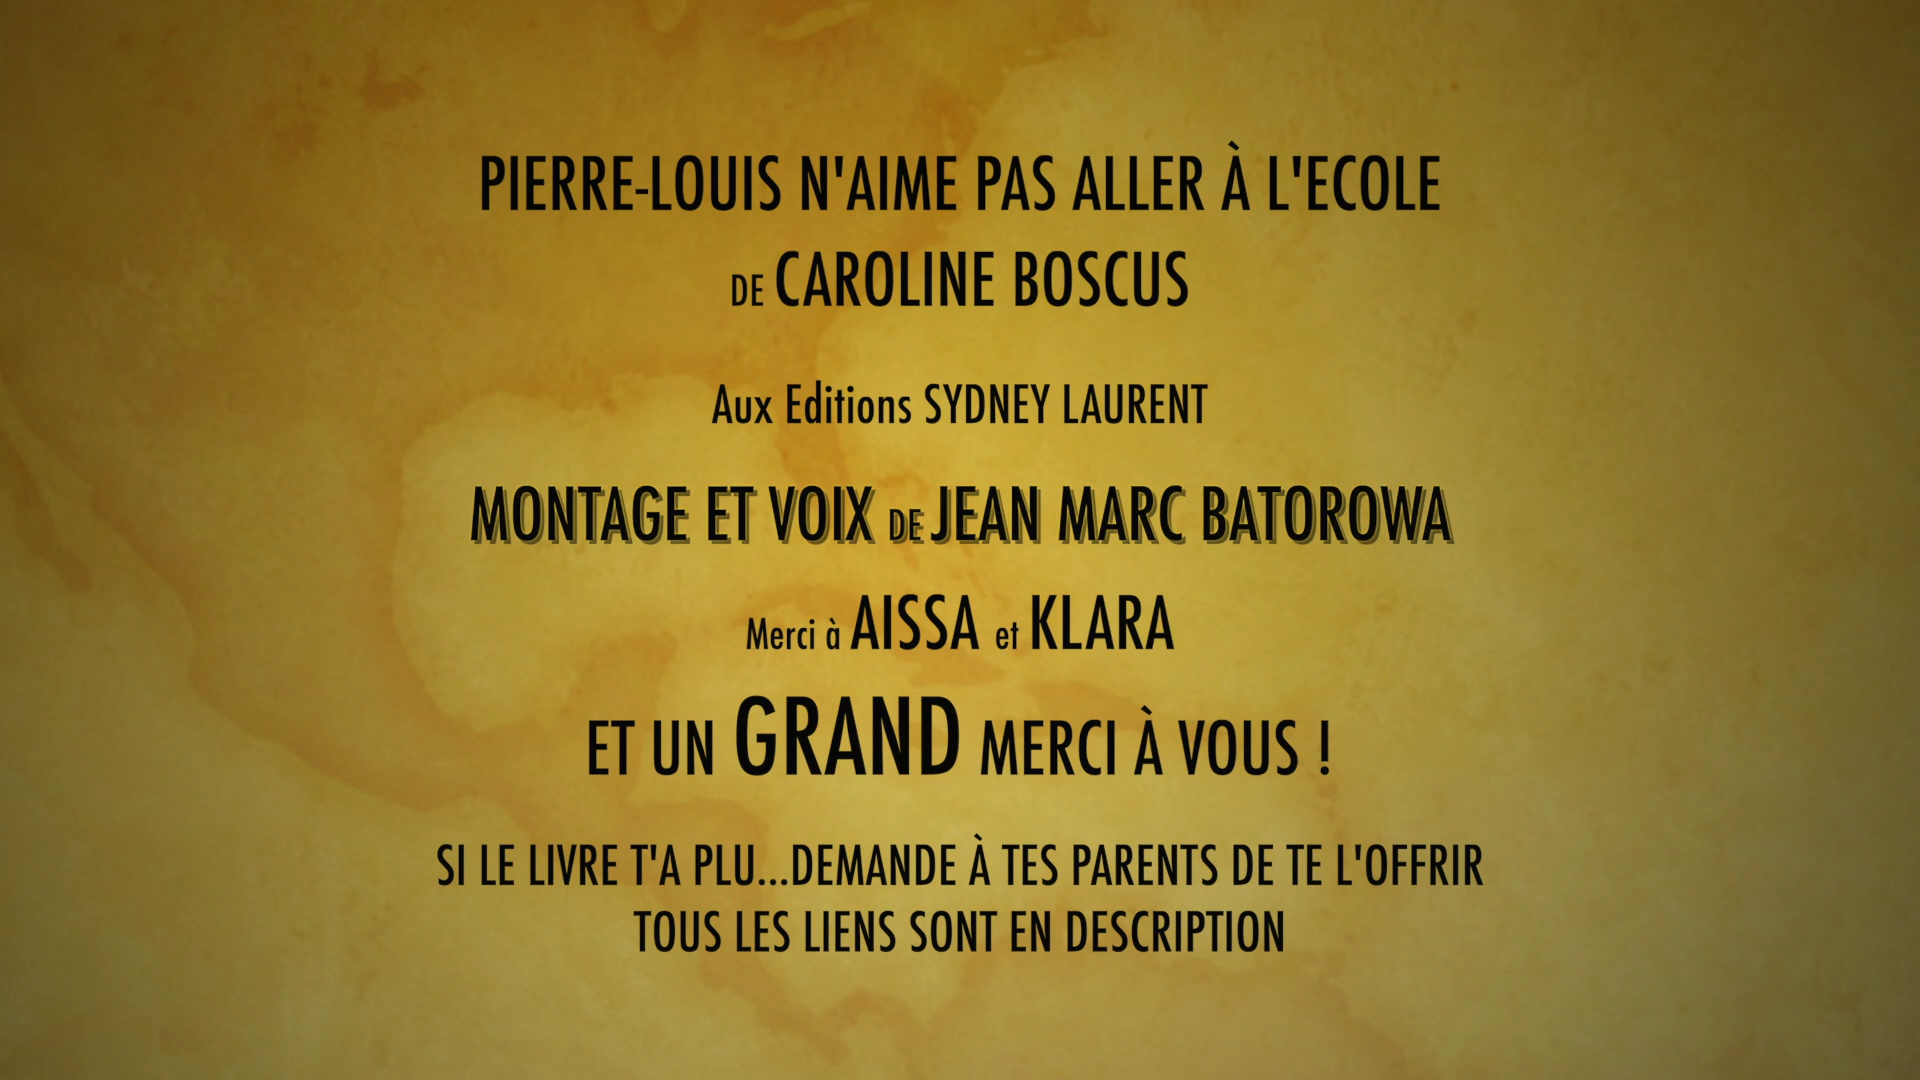 PIERRE-LOUIS N'AIME PAS ALLER À L'ECOLE
DE CAROLINE BOSCUS
Aux Editions SYDNEY LAURENT
MONTAGE ET VOIX DE JEAN MARC BATOROWA
Merci à AISSA et KLARA
ET UN GRAND MERCI À VOUS !
SI LE LIVRE T'A PLU...DEMANDE À TES PARENTS DE TE L'OFFRIR
TOUS LES LIENS SONT EN DESCRIPTION